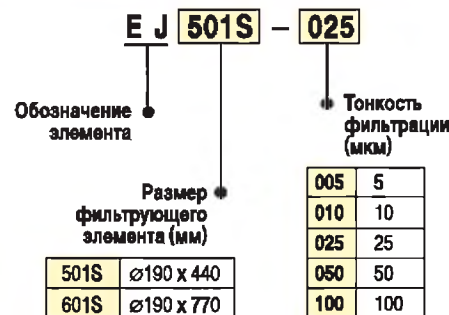 EJ 501S – 025
Обозначение
элемента
Тонкость
фильтрации
(мкм)
Размер
фильтрующего
элемента (мм)
005 5
010 10
025 25
050 50
100 100
501S ⌀190 x 440
601S ⌀190 x 770